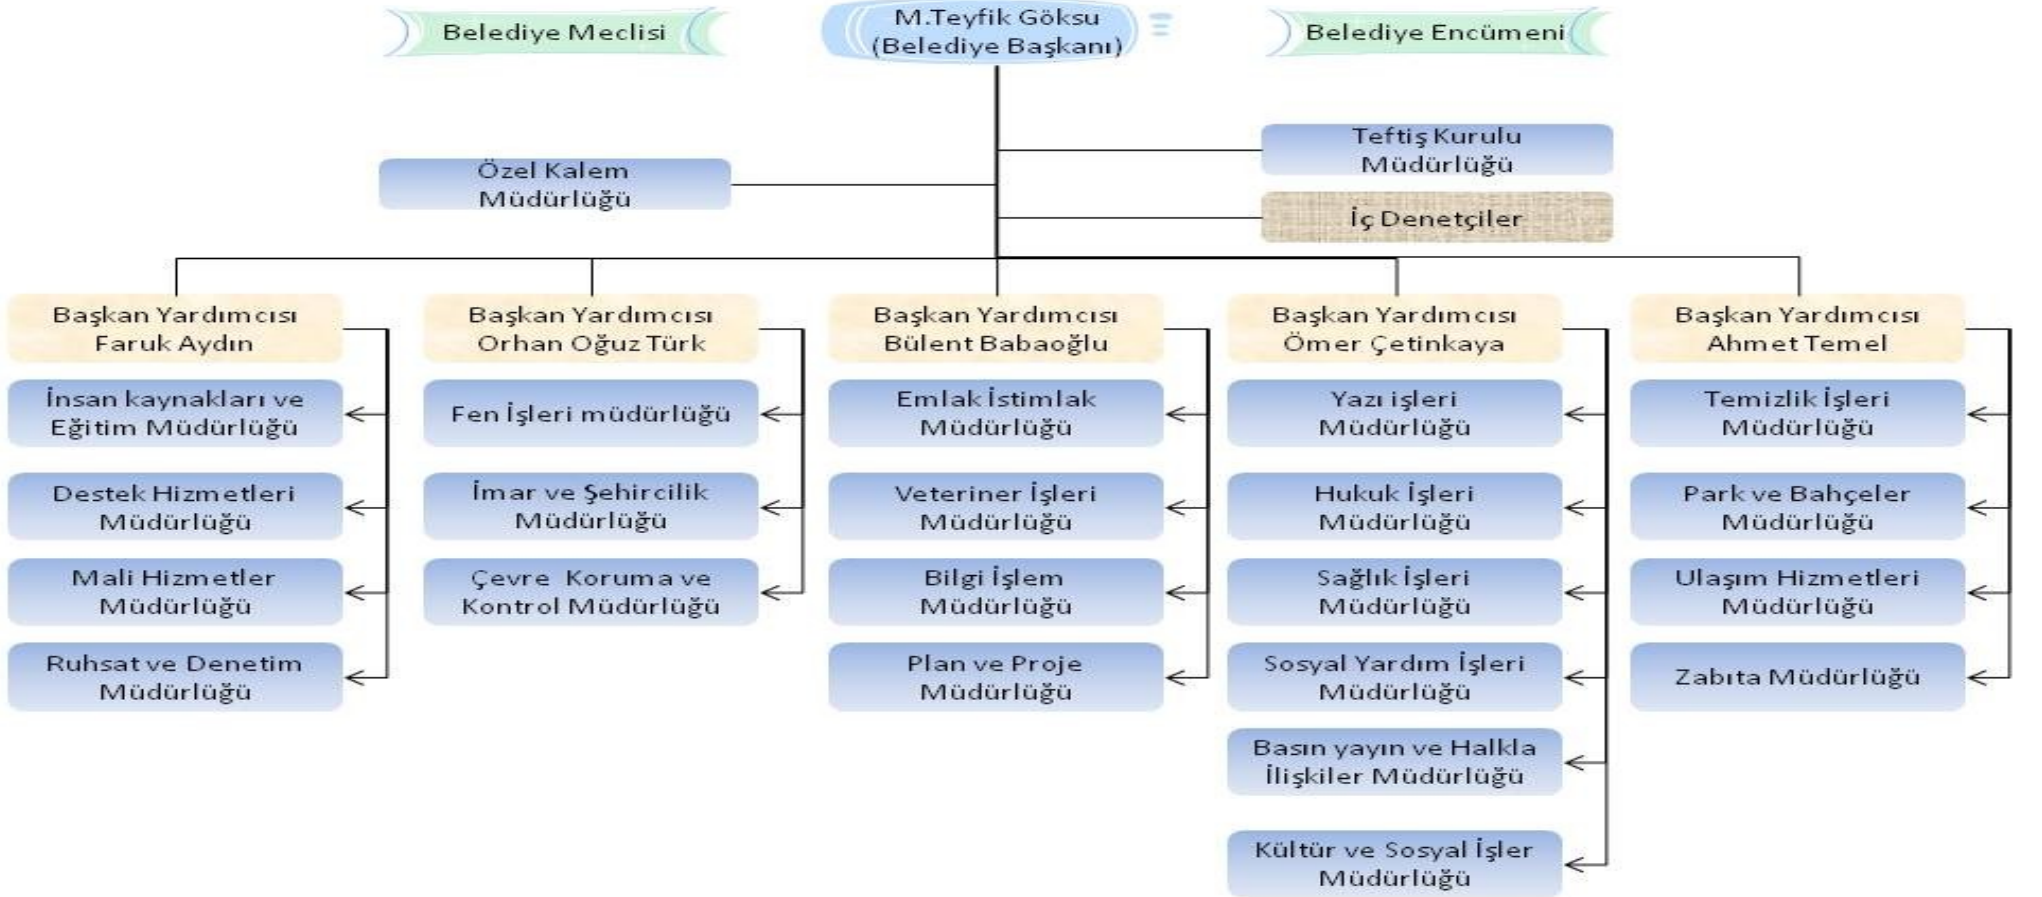 Belediye Meclisi
M.Teyfik Göksu
(Belediye Başkanı)
Belediye Encümeni
Teftiş Kurulu
Müdürlüğü
Özel Kalem
Müdürlüğü
İç Denetçiler
Başkan Yardımcısı
Faruk Aydın
İnsan kaynakları ve
Eğitim Müdürlüğü
Destek Hizmetleri
Müdürlüğü
Mali Hizmetler
Müdürlüğü
Ruhsat ve Denetim
Müdürlüğü
Başkan Yardımcısı
Orhan Oğuz Türk
Fen İşleri müdürlüğü
İmar ve Şehircilik
Müdürlüğü
Çevre Koruma ve
Kontrol Müdürlüğü
Başkan Yardımcısı
Bülent Babaoğlu
Emlak İstimlak
Müdürlüğü
Veteriner İşleri
Müdürlüğü
Bilgi İşlem
Müdürlüğü
Plan ve Proje
Müdürlüğü
Başkan Yardımcısı
Ömer Çetinkaya
Yazı işleri
Müdürlüğü
Hukuk İşleri
Müdürlüğü
Sağlık İşleri
Müdürlüğü
Sosyal Yardım İşleri
Müdürlüğü
Basın yayın ve Halkla
İlişkiler Müdürlüğü
Kültür ve Sosyal İşler
Müdürlüğü
Başkan Yardımcısı
Ahmet Temel
Temizlik İşleri
Müdürlüğü
Park ve Bahçeler
Müdürlüğü
Ulaşım Hizmetleri
Müdürlüğü
Zabıta Müdürlüğü